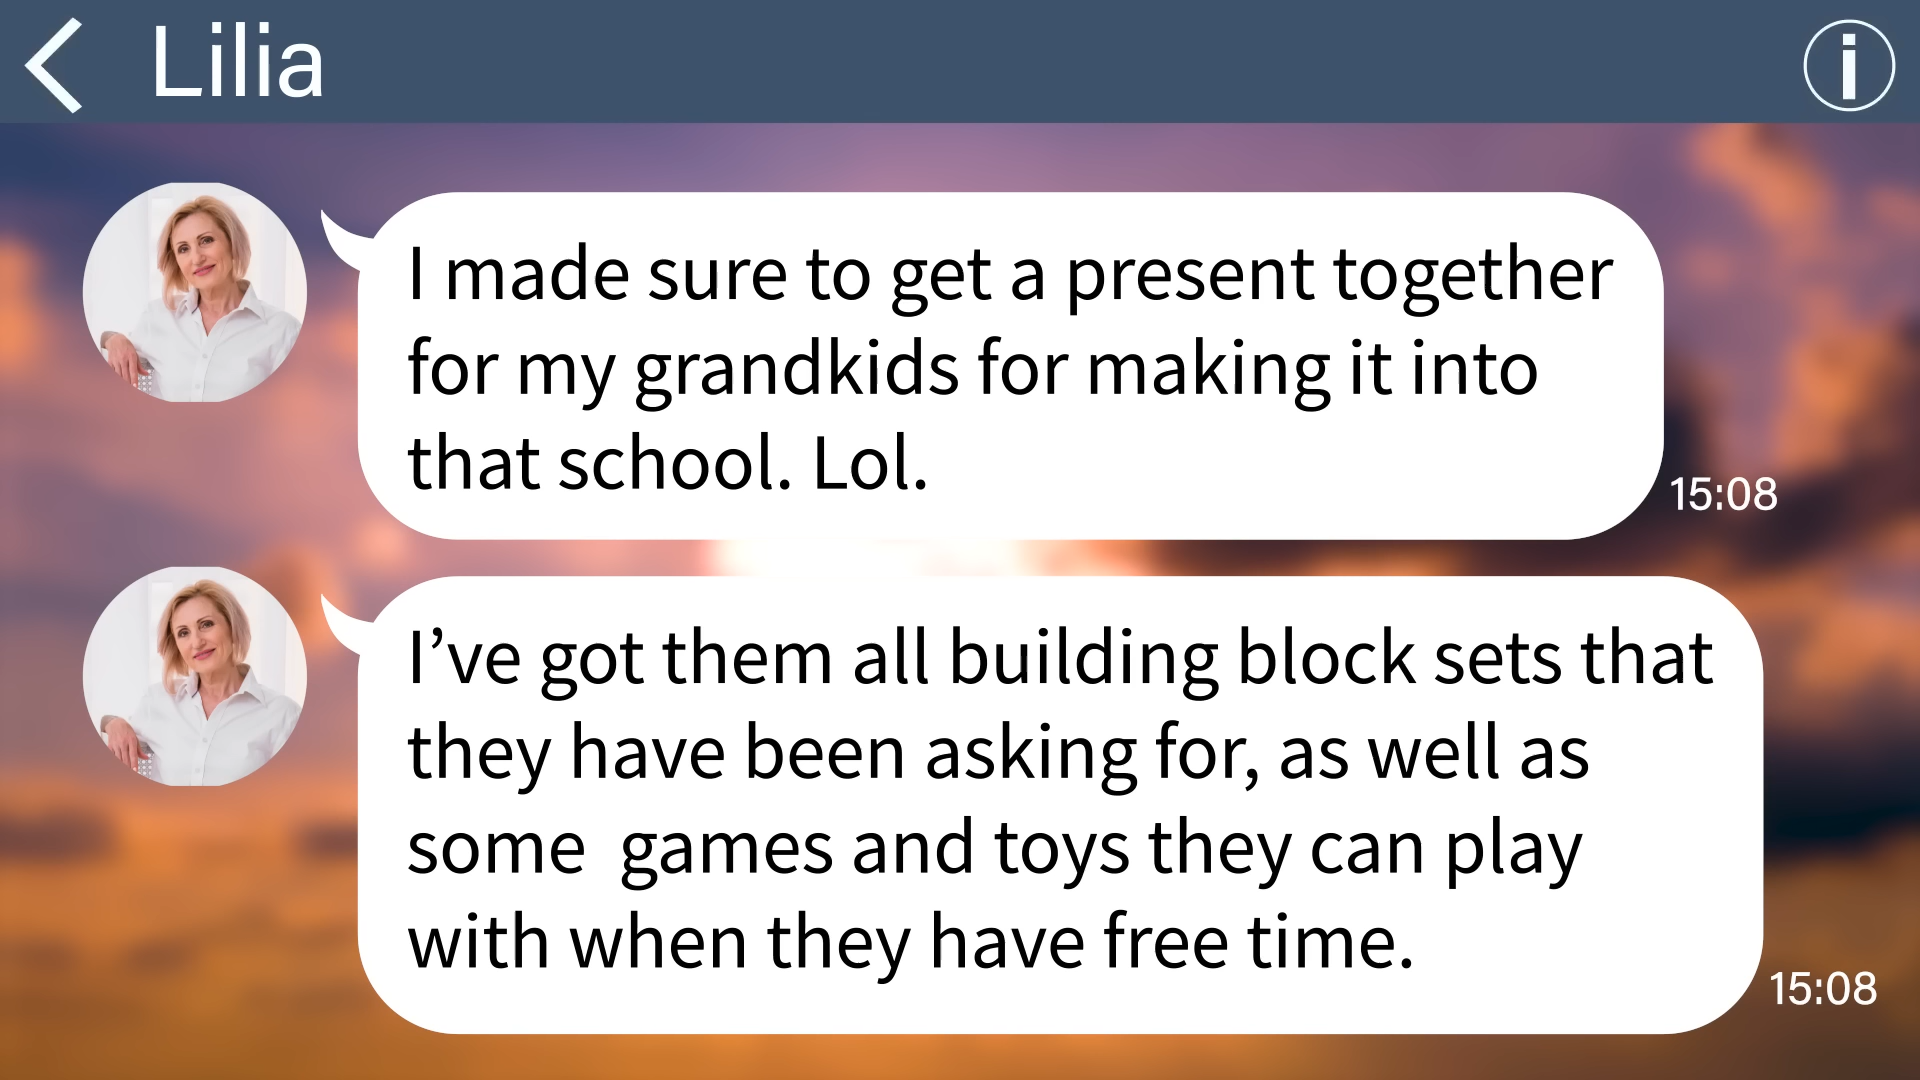 Lilia
I made sure to get a present together
for my grandkids for making it into
that school. Lol.
15:08
I’ve got them all building block sets that
they have been asking for, as well as
some  games and toys they can play
with when they have free time.
15:08